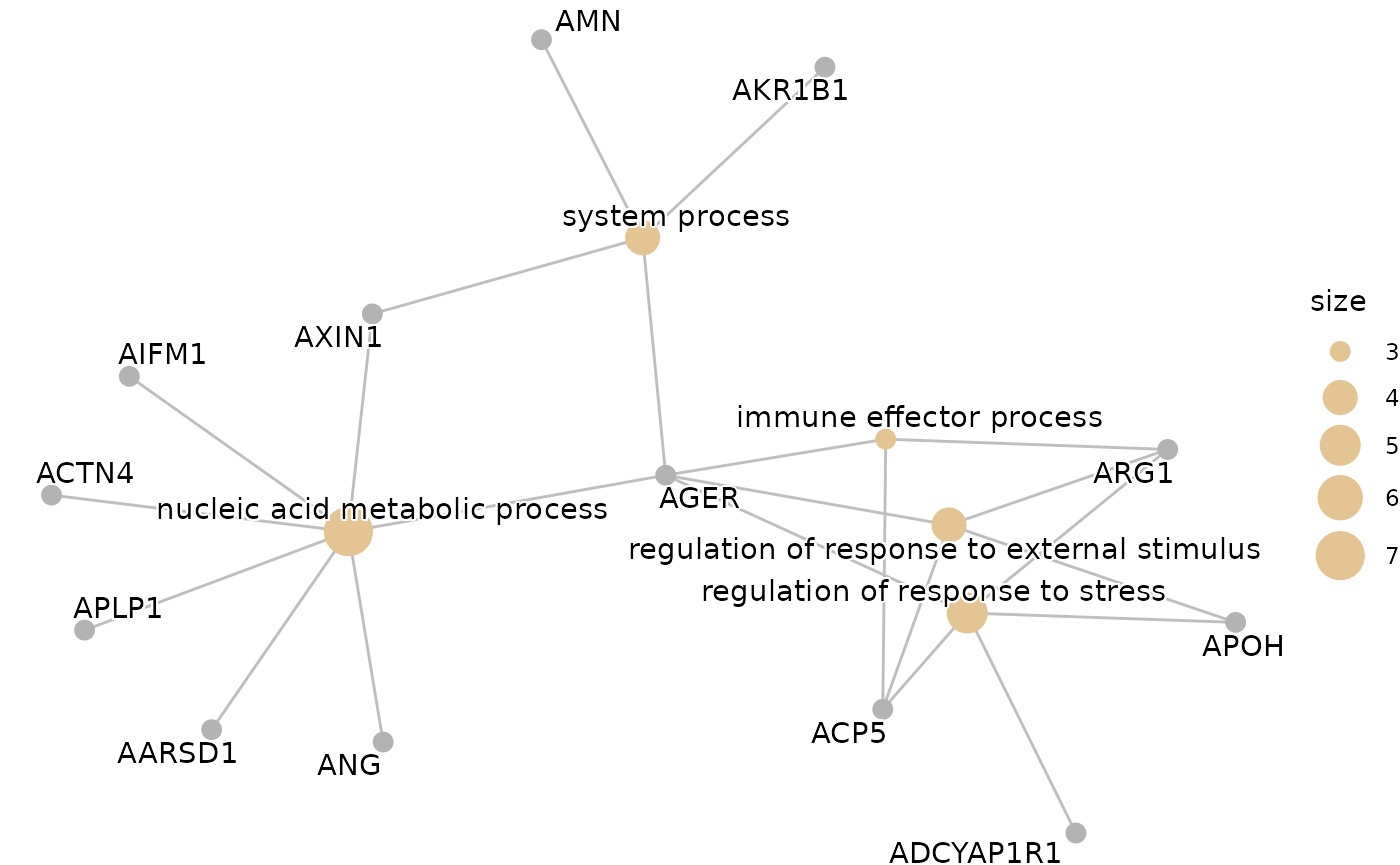 AMN
AKR1B1
system process
size
AXIN1
3
AIFM1
4
immune effector process
5
ACTN4
ARG1
6
AGER
nucleic acid metabolic process
regulation of response to external stimulus
7
regulation of response to stress
APLP1
APOH
ACP5
AARSD1
ANG
ADCYAP1R1